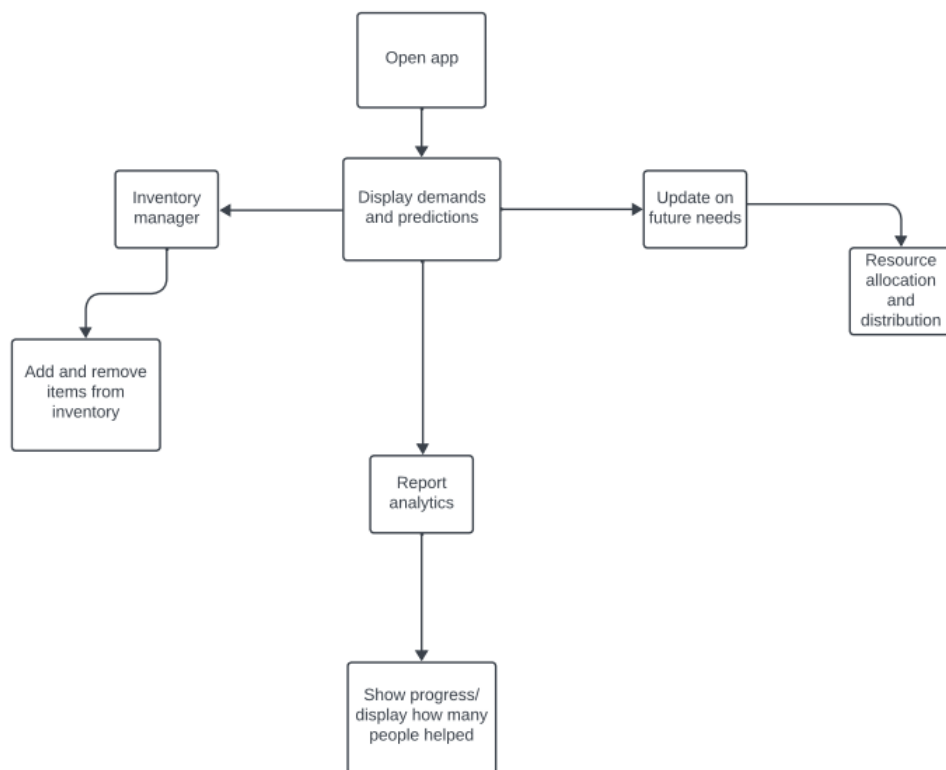 Open app
Inventory
manager
Display demands
and predictions
Update on
future needs
Resource
allocation
and
distribution
Add and remove
items from
inventory
Report
analytics
Show progress/
display how many
people helped